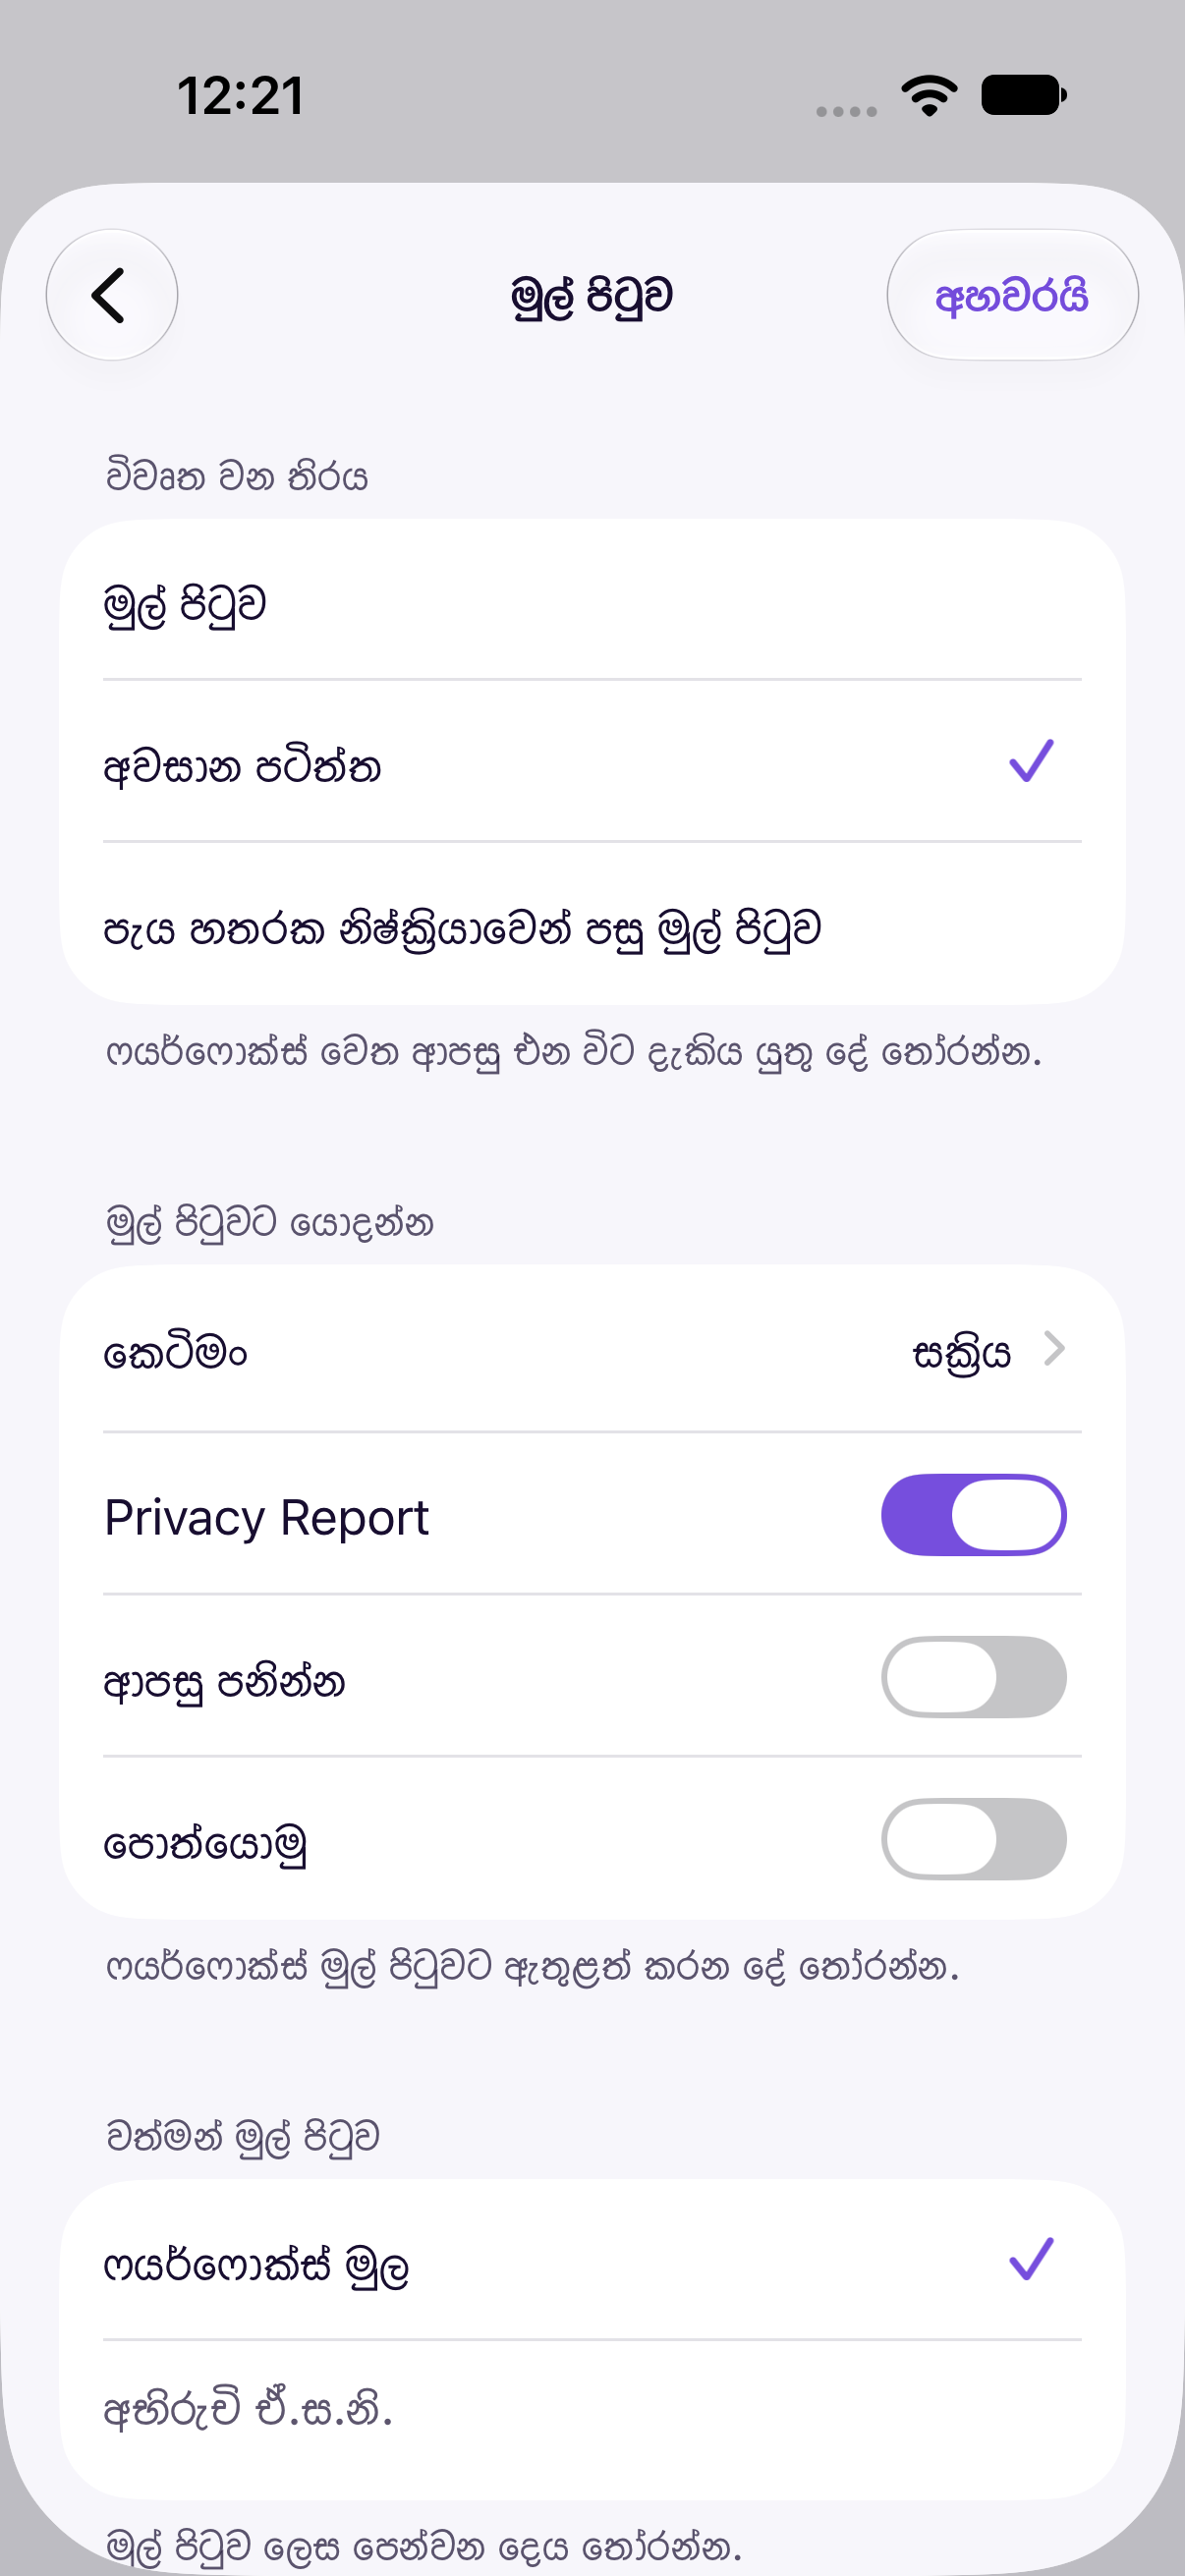 12:21
මුල් පිටුව
අහවරයි
විවෘත වන තිරය
මුල් පිටුව
අවසාන පටිත්ත
පැය හතරක නිෂ්ක්‍රියාවෙන් පසු මුල් පිටුව
ෆයර්ෆොක්ස් වෙත ආපසු එන විට දැකිය යුතු දේ තෝරන්න.
මුල් පිටුවට යොදන්න
කෙටිමං
සක්‍රිය
Privacy Report
ආපසු පනින්න
පොත්යොමු
ෆයර්ෆොක්ස් මුල් පිටුවට ඇතුළත් කරන දේ තෝරන්න.
වත්මන් මුල් පිටුව
ෆයර්ෆොක්ස් මුල
අභිරුචි ඒ.ස.නි.
මුල් පිටුව ලෙස පෙන්වන දෙය තෝරන්න.